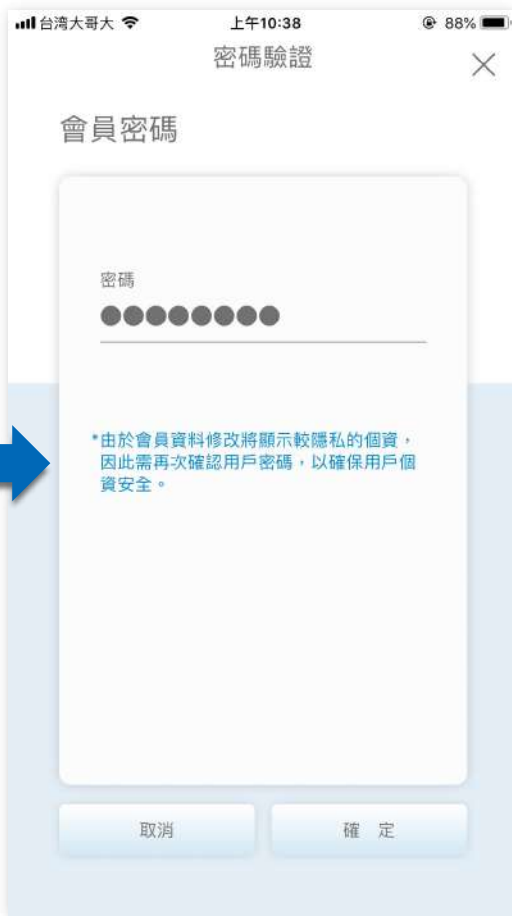 台灣大哥大 上午10:38 88%
密碼驗證
會員密碼
密碼
●●●●●●●●
*由於會員資料修改將顯示較隱私的個資，
因此需再次確認用戶密碼，以確保用戶個
資安全。
取消 確 定